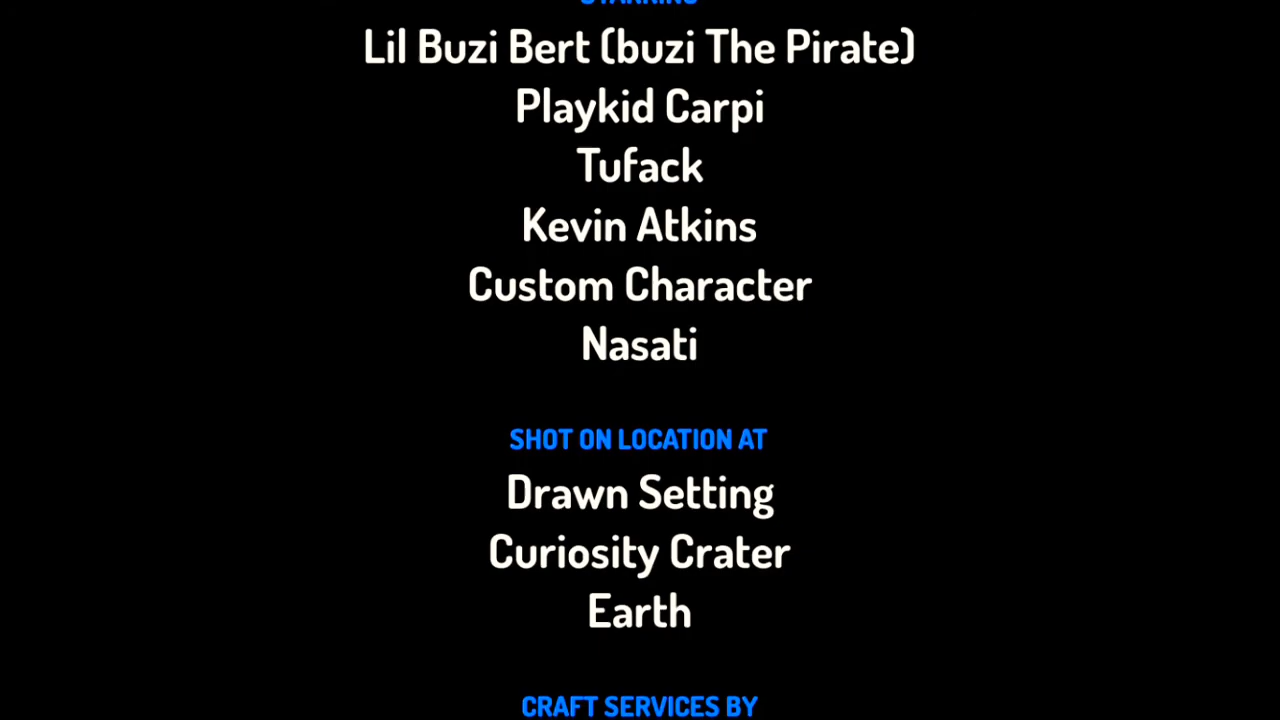 STARRING
Lil Buzi Bert (buzi The Pirate)
Playkid Carpi
Tufack
Kevin Atkins
Custom Character
Nasati
SHOT ON LOCATION AT
Drawn Setting
Curiosity Crater
Earth
CRAFT SERVICES BY